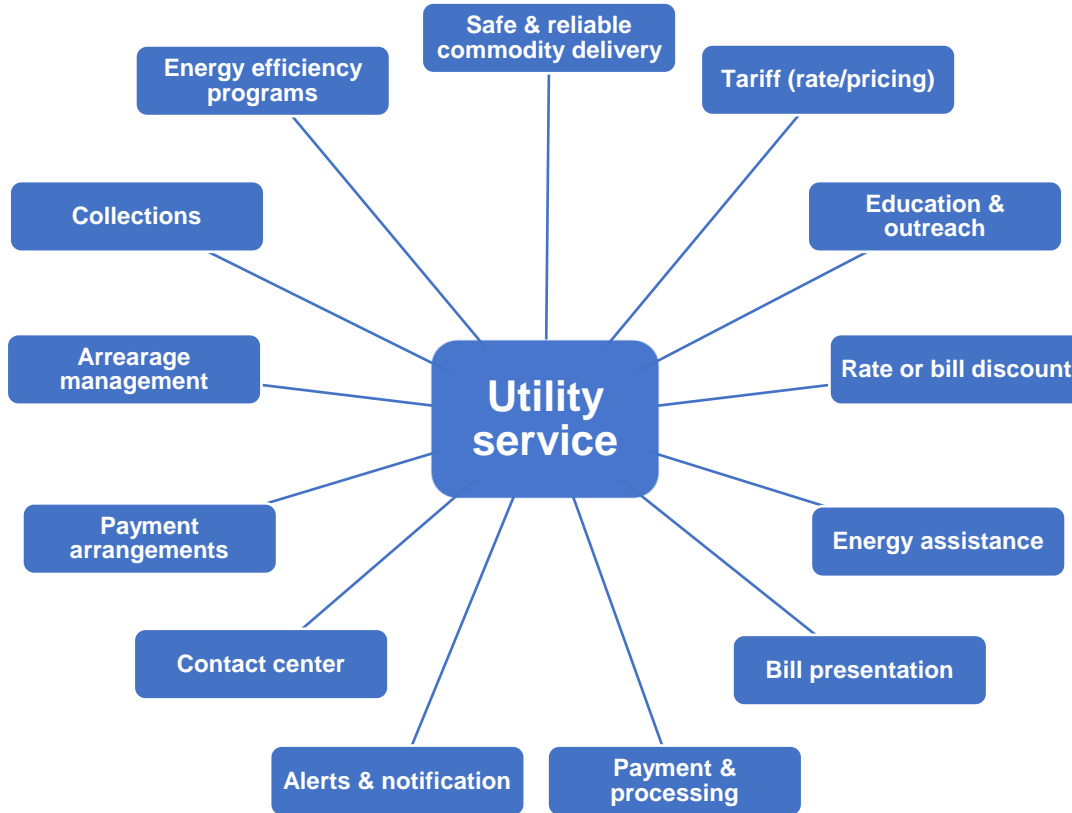 Safe & reliable
commodity delivery
Tariff (rate/pricing)
Education &
outreach
Rate or bill discount
Energy assistance
Bill presentation
Payment &
processing
Alerts & notification
Contact center
Payment
arrangements
Arrearage
management
Collections
Energy efficiency
programs
Utility
service